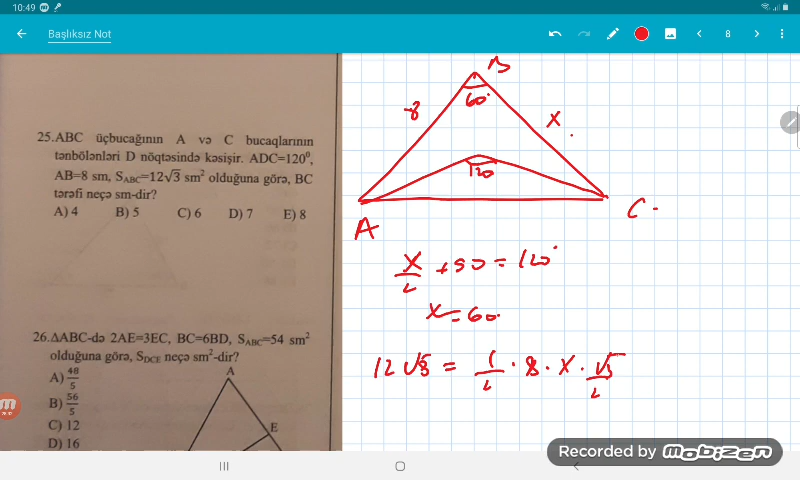 10:49
Başlıksız Not
8
25.ABC üçbucağının A və C bucaqlarının
tənbölənləri D nöqtəsində kəsişir. ADC=120⁰,
AB=8 sm, S_ABC=12√3 sm² olduğuna görə, BC
tərəfi neçə sm-dir?
A) 4 B) 5 C) 6 D) 7 E) 8
26.ΔABC-də 2AE=3EC, BC=6BD, S_ABC=54 sm²
olduğuna görə, S_DCE neçə sm²-dir?
A) 48/5
B) 56/5
C) 12
D) 16
A
E
B
8
60°
X
120
A
C
X/2 + 90 = 120°
x = 60
12√3 = 1/2 · 8 · x · √3/2
Recorded by mobizen